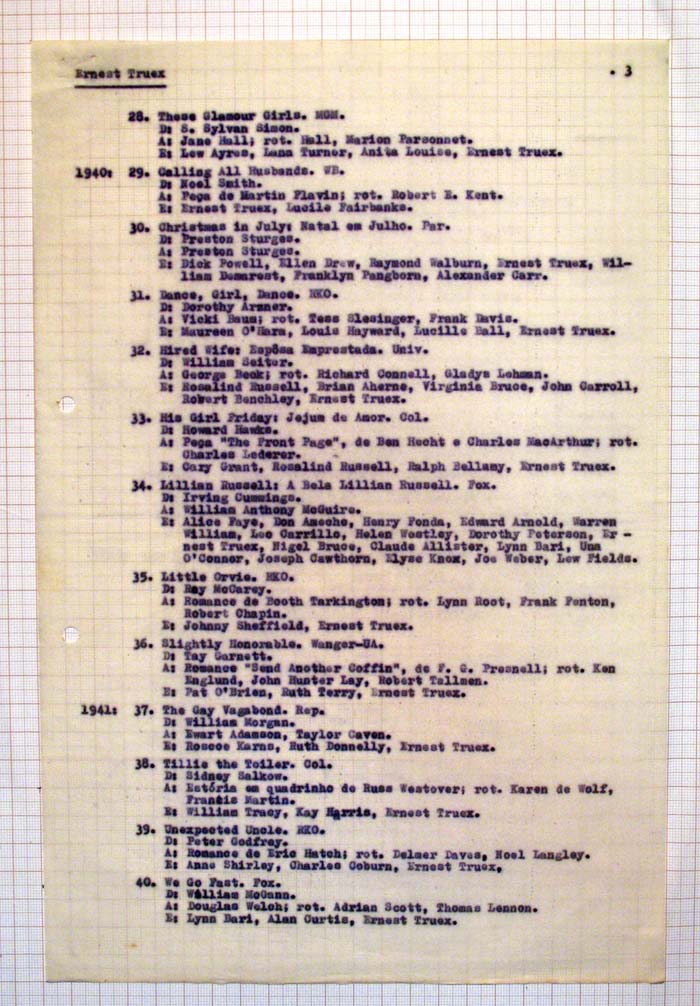 Ernest Truex . 3
28. These Glamour Girls. MGM.
D: S. Sylvan Simon.
A: Jane Hall; rot. Hall, Marion Parsonnet.
E: Lew Ayres, Lana Turner, Anita Louise, Ernest Truex.
1940: 29. Calling All Husbands. WB.
D: Noel Smith.
A: Peça de Martin Flavin; rot. Robert E. Kent.
E: Ernest Truex, Lucile Fairbanks.
30. Christmas in July: Natal em Julho. Par.
D: Preston Sturges.
A: Preston Sturges.
E: Dick Powell, Ellen Drew, Raymond Walburn, Ernest Truex, Wil-
liam Demarest, Franklyn Pangborn, Alexander Carr.
31. Dance, Girl, Dance. RKO.
D: Dorothy Arzner.
A: Vicki Baum; rot. Tess Slesinger, Frank Davis.
E: Maureen O'Hara, Louis Hayward, Lucille Ball, Ernest Truex.
32. Hired Wife: Espôsa Emprestada. Univ.
D: William Seiter.
A: George Beck; rot. Richard Connell, Gladys Lehman.
E: Rosalind Russell, Brian Aherne, Virginia Bruce, John Carroll,
Robert Benchley, Ernest Truex.
33. His Girl Friday: Jejum de Amor. Col.
D: Howard Hawks.
A: Peça "The Front Page", de Ben Hecht e Charles MacArthur; rot.
Charles Lederer.
E: Cary Grant, Rosalind Russell, Ralph Bellamy, Ernest Truex.
34. Lillian Russell: A Bela Lillian Russell. Fox.
D: Irving Cummings.
A: William Anthony McGuire.
E: Alice Faye, Don Ameche, Henry Fonda, Edward Arnold, Warren
William, Leo Carrillo, Helen Westley, Dorothy Peterson, Er -
nest Truex, Nigel Bruce, Claude Allister, Lynn Bari, Una
O'Connor, Joseph Cawthorn, Elyse Knox, Joe Weber, Lew Fields.
35. Little Orvie. RKO.
D: Ray McCarey.
A: Romance de Booth Tarkington; rot. Lynn Root, Frank Fenton,
Robert Chapin.
E: Johnny Sheffield, Ernest Truex.
36. Slightly Honorable. Wanger-UA.
D: Tay Garnett.
A: Romance "Send Another Coffin", de F. G. Presnell; rot. Ken
Englund, John Hunter Lay, Robert Tallman.
E: Pat O'Brien, Ruth Terry, Ernest Truex.
1941: 37. The Gay Vagabond. Rep.
D: William Morgan.
A: Ewart Adamson, Taylor Caven.
E: Roscoe Karns, Ruth Donnelly, Ernest Truex.
38. Tillie the Toiler. Col.
D: Sidney Salkow.
A: Estória em quadrinho de Russ Westover; rot. Karen de Wolf,
Francis Martin.
E: William Tracy, Kay Harris, Ernest Truex.
39. Unexpected Uncle. RKO.
D: Peter Godfrey.
A: Romance de Eric Hatch; rot. Delmer Daves, Noel Langley.
E: Anne Shirley, Charles Coburn, Ernest Truex,
40. We Go Fast. Fox.
D: William McGann.
A: Douglas Welch; rot. Adrian Scott, Thomas Lennon.
E: Lynn Bari, Alan Curtis, Ernest Truex.